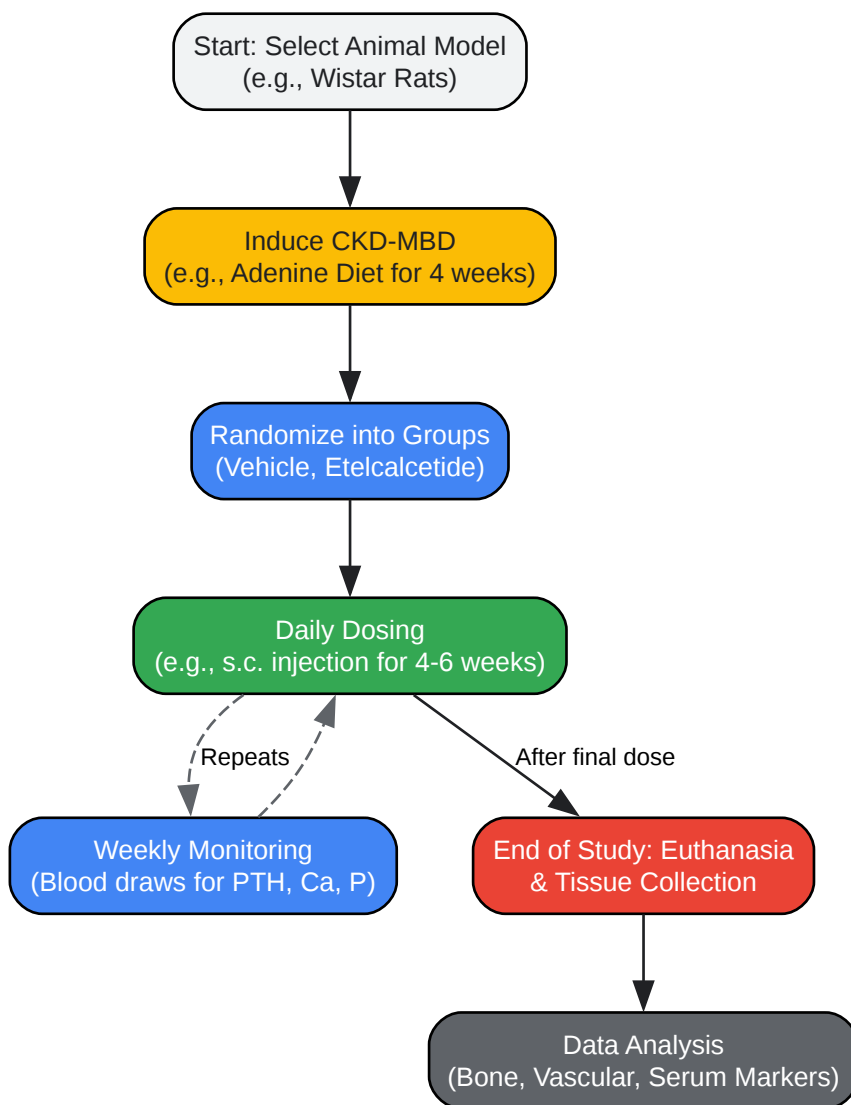 Start: Select Animal Model
(e.g., Wistar Rats)
Induce CKD-MBD
(e.g., Adenine Diet for 4 weeks)
Randomize into Groups
(Vehicle, Etelcalcetide)
Daily Dosing
(e.g., s.c. injection for 4-6 weeks)
Repeats
After final dose
Weekly Monitoring
(Blood draws for PTH, Ca, P)
End of Study: Euthanasia
& Tissue Collection
Data Analysis
(Bone, Vascular, Serum Markers)